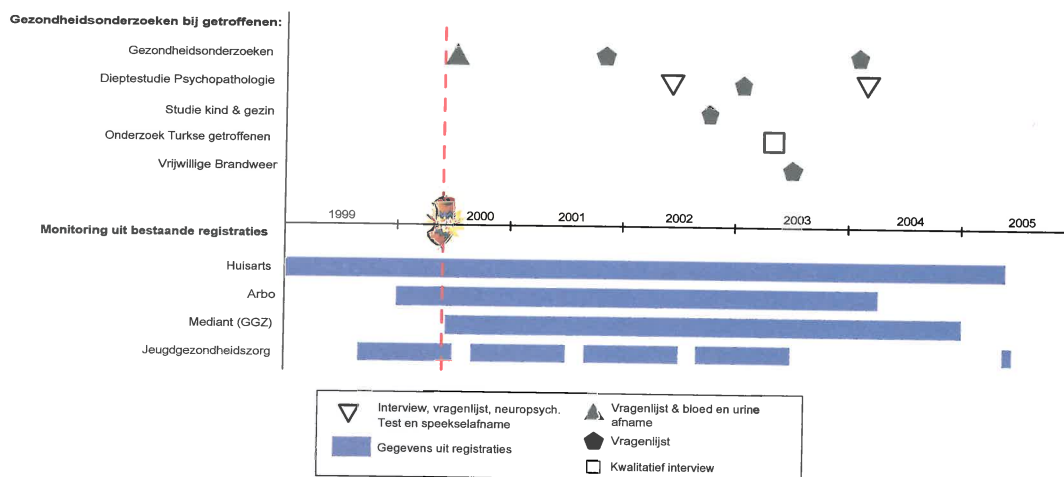 Gezondheidsonderzoeken bij getroffenen:
Gezondheidsonderzoeken
Dieptestudie Psychopathologie
Studie kind & gezin
Onderzoek Turkse getroffenen
Vrijwillige Brandweer
1999 2000 2001 2002 2003 2004 2005
Monitoring uit bestaande registraties
Huisarts
Arbo
Mediant (GGZ)
Jeugdgezondheidszorg
Interview, vragenlijst, neuropsych.
Test en speekselafname
Gegevens uit registraties
Vragenlijst & bloed en urine
afname
Vragenlijst
Kwalitatief interview